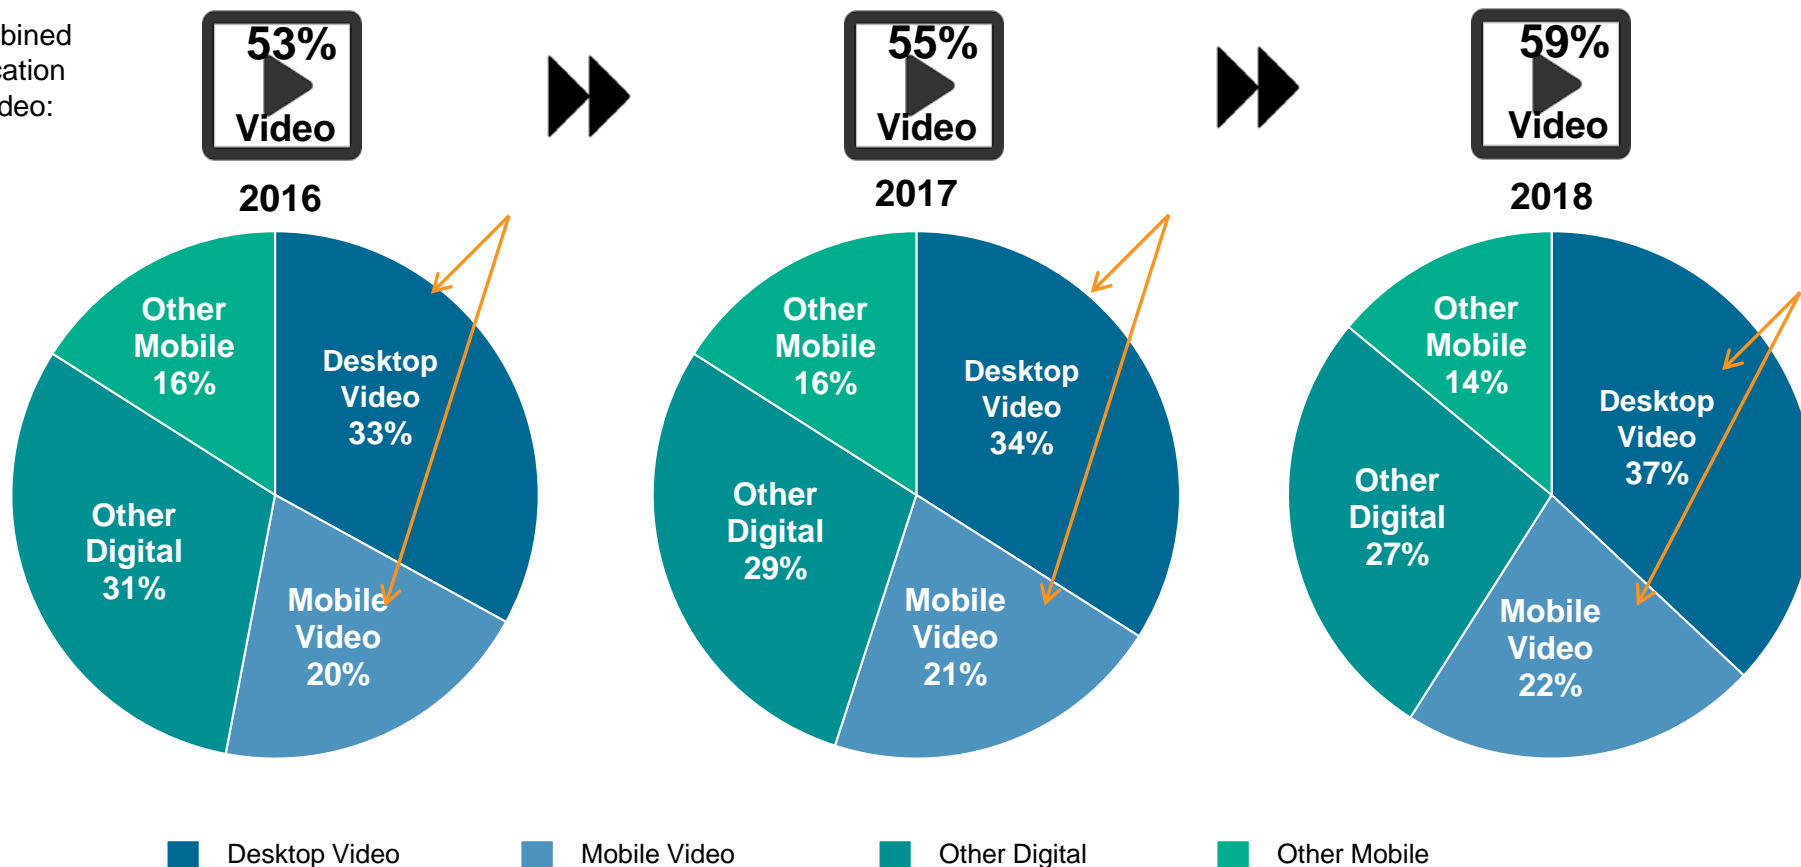 bined
cation
deo:
53%
Video
55%
Video
59%
Video
2016
2017
2018
Other
Mobile
16%
Desktop
Video
33%
Other
Digital
31%
Mobile
Video
20%
Other
Mobile
16%
Desktop
Video
34%
Other
Digital
29%
Mobile
Video
21%
Other
Mobile
14%
Desktop
Video
37%
Other
Digital
27%
Mobile
Video
22%
Desktop Video
Mobile Video
Other Digital
Other Mobile